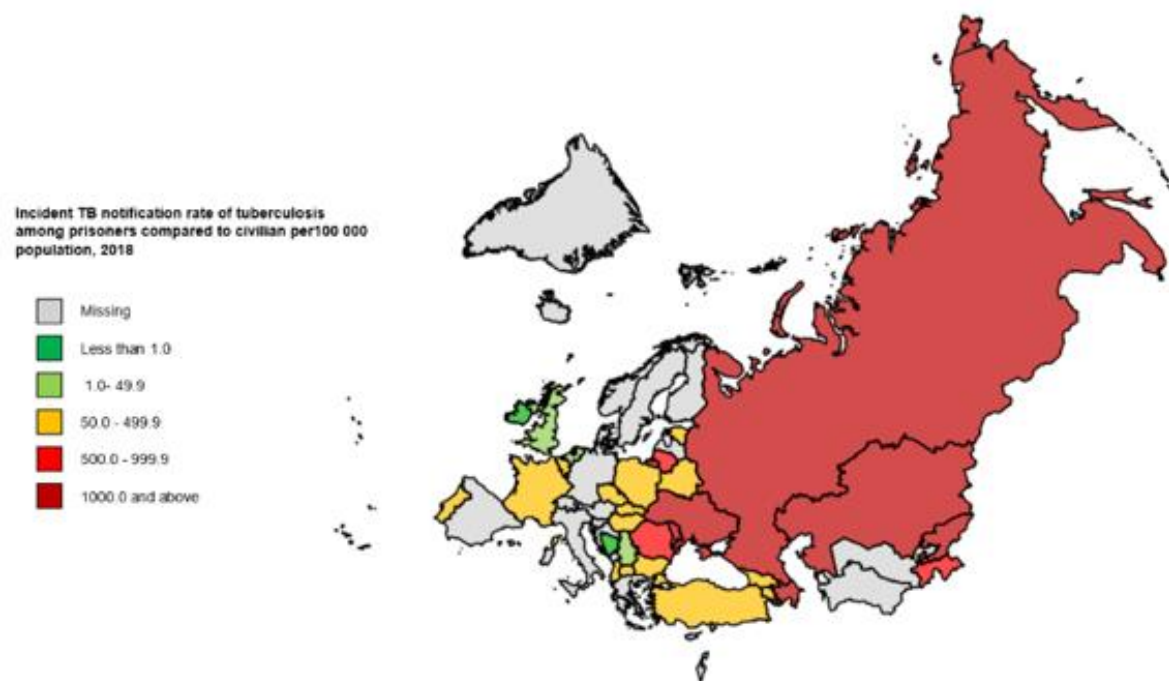 Incident TB notification rate of tuberculosis
among prisoners compared to civilian per100 000
population, 2018
Missing
Less than 1.0
1.0- 49.9
50.0 - 499.9
500.0 - 999.9
1000.0 and above